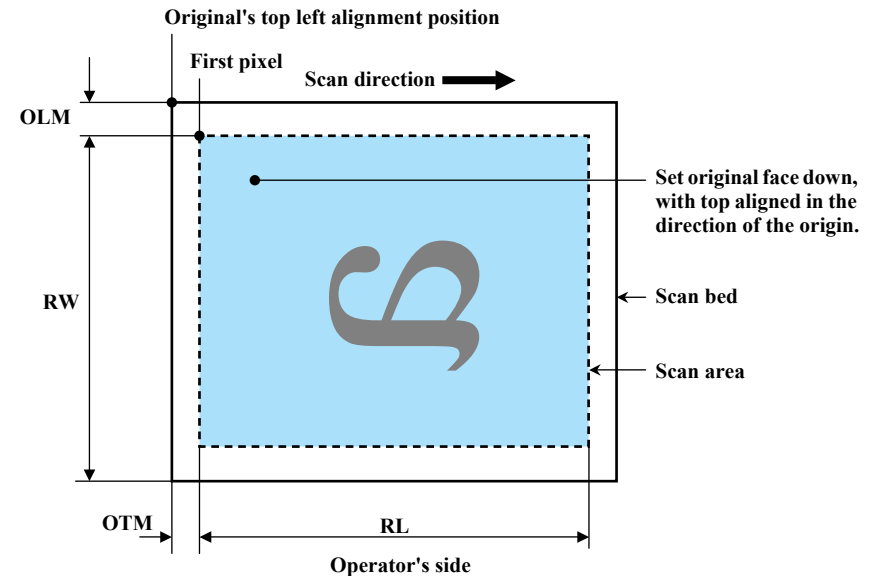 Original's top left alignment position
First pixel
Scan direction
OLM
Set original face down,
with top aligned in the
direction of the origin.
RW
Scan bed
Scan area
OTM
RL
Operator's side